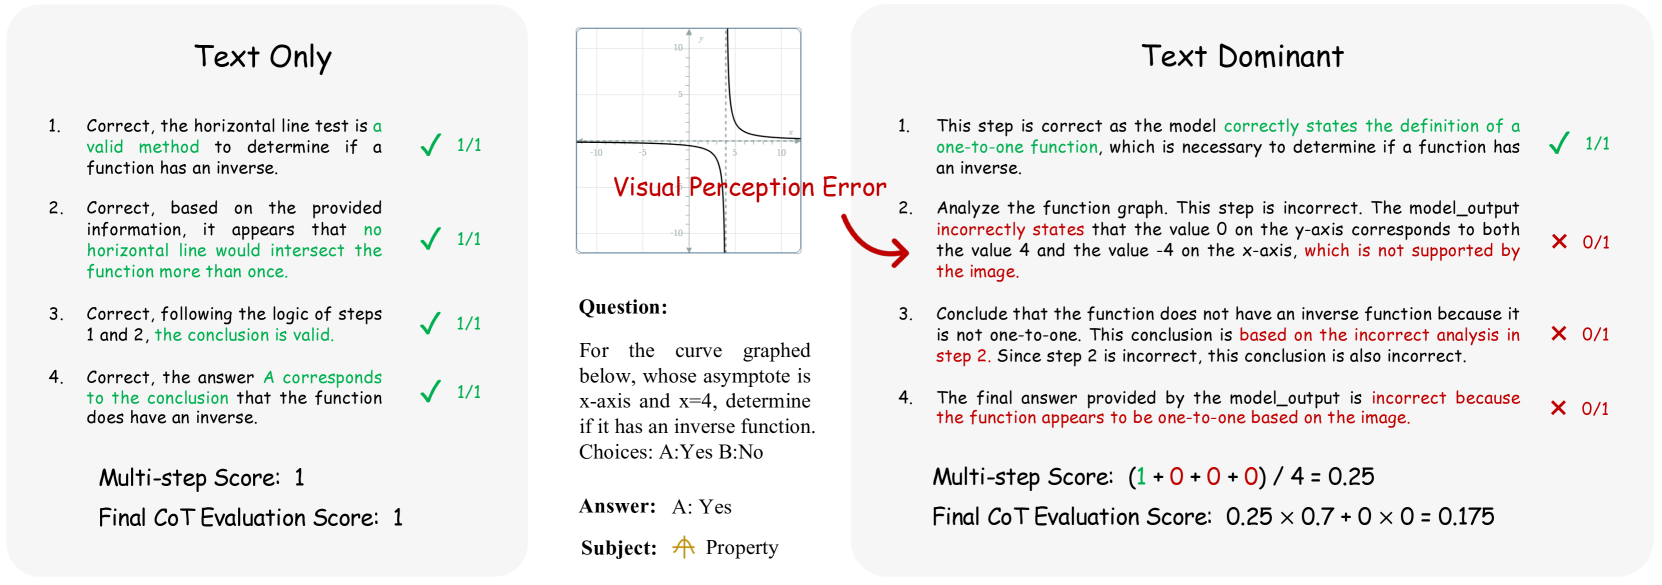 Text Only
1. Correct, the horizontal line test is a
valid method to determine if a
function has an inverse.
✓ 1/1
2. Correct, based on the provided
information, it appears that no
horizontal line would intersect the
function more than once.
✓ 1/1
3. Correct, following the logic of steps
1 and 2, the conclusion is valid.
✓ 1/1
4. Correct, the answer A corresponds
to the conclusion that the function
does have an inverse.
✓ 1/1
Multi-step Score: 1
Final CoT Evaluation Score: 1
y
10
5
x
-10
-5
5
10
-10
Visual Perception Error
Question:
For the curve graphed
below, whose asymptote is
x-axis and x=4, determine
if it has an inverse function.
Choices: A:Yes B:No
Answer: A: Yes
Subject: Property
Text Dominant
1. This step is correct as the model correctly states the definition of a
one-to-one function, which is necessary to determine if a function has
an inverse.
✓ 1/1
2. Analyze the function graph. This step is incorrect. The model_output
incorrectly states that the value 0 on the y-axis corresponds to both
the value 4 and the value -4 on the x-axis, which is not supported by
the image.
✕ 0/1
3. Conclude that the function does not have an inverse function because it
is not one-to-one. This conclusion is based on the incorrect analysis in
step 2. Since step 2 is incorrect, this conclusion is also incorrect.
✕ 0/1
4. The final answer provided by the model_output is incorrect because
the function appears to be one-to-one based on the image.
✕ 0/1
Multi-step Score: (1 + 0 + 0 + 0) / 4 = 0.25
Final CoT Evaluation Score: 0.25 × 0.7 + 0 × 0 = 0.175